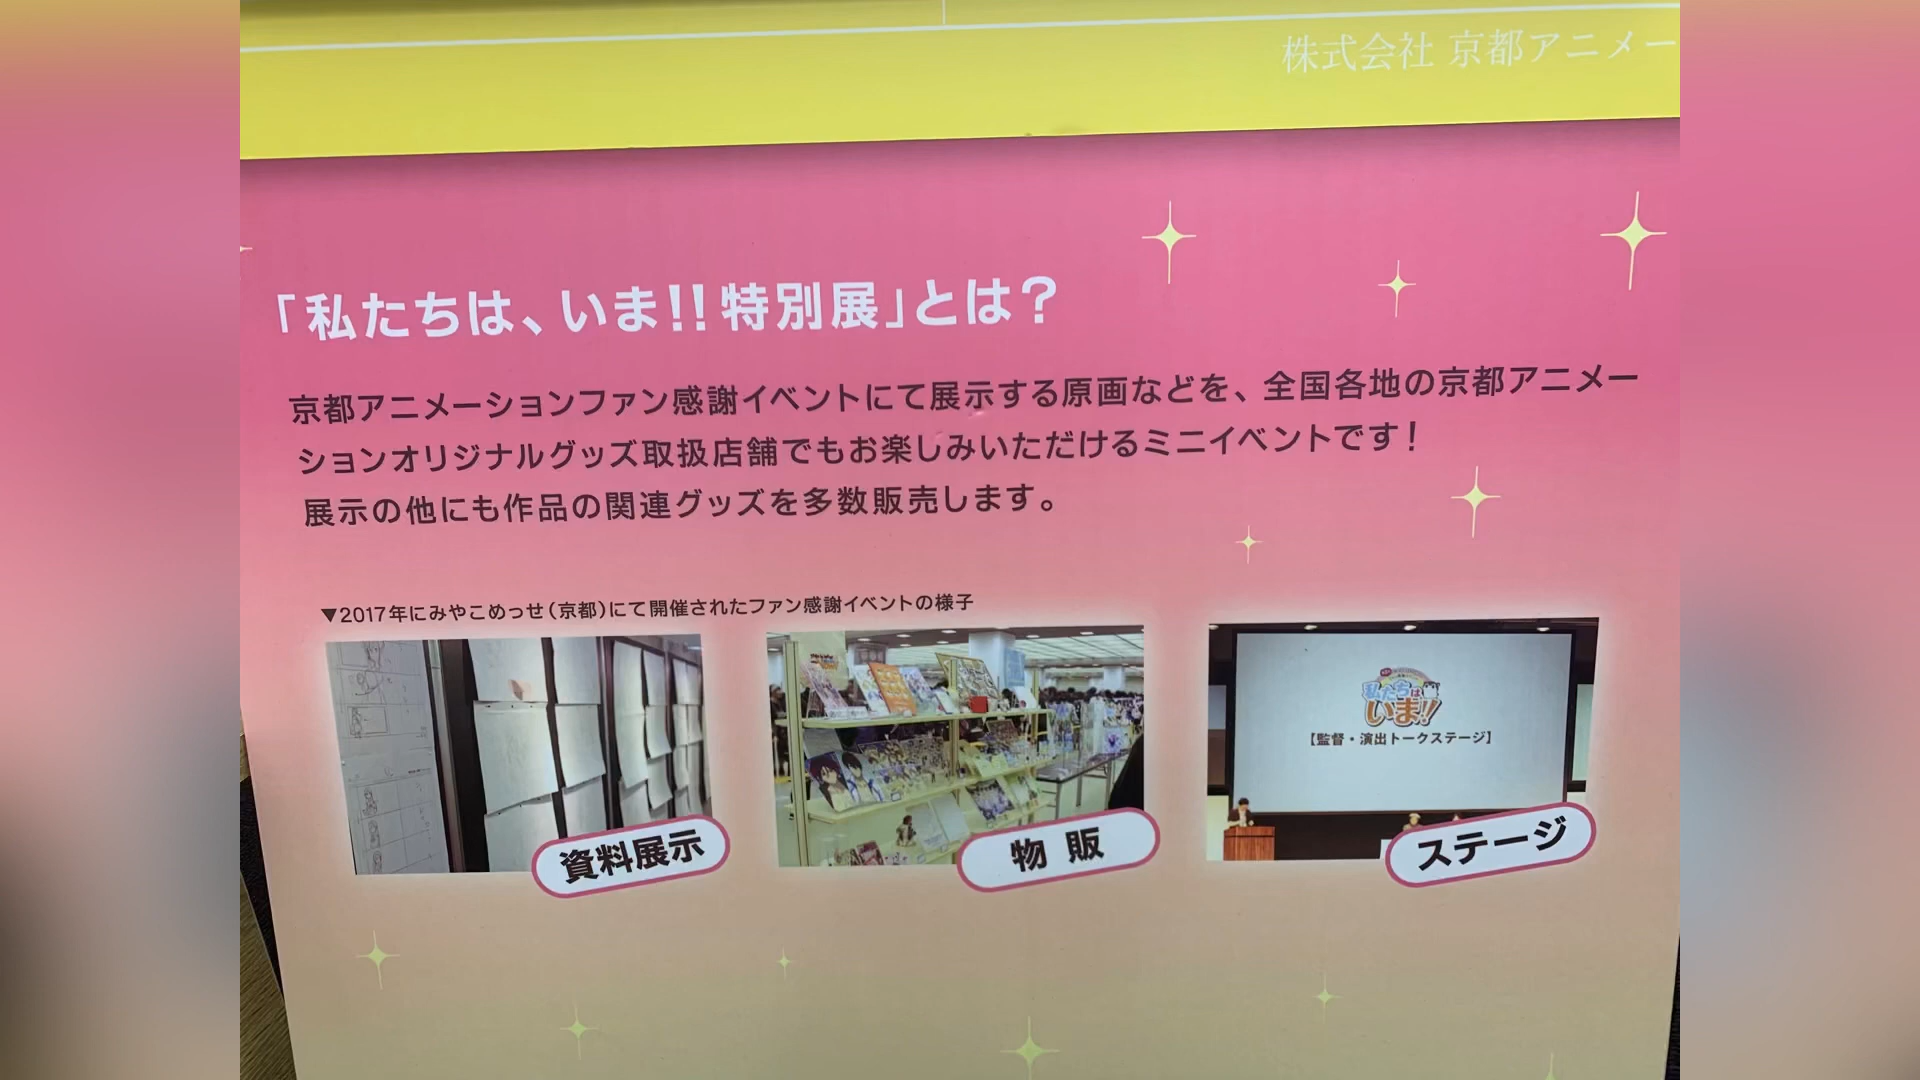 株式会社 京都アニメー
「私たちは、いま!!特別展」とは？
京都アニメーションファン感謝イベントにて展示する原画などを、全国各地の京都アニメー
ションオリジナルグッズ取扱店舗でもお楽しみいただけるミニイベントです！
展示の他にも作品の関連グッズを多数販売します。
▼2017年にみやこめっせ（京都）にて開催されたファン感謝イベントの様子
私たちは
いま!!
【監督・演出トークステージ】
資料展示
物 販
ステージ